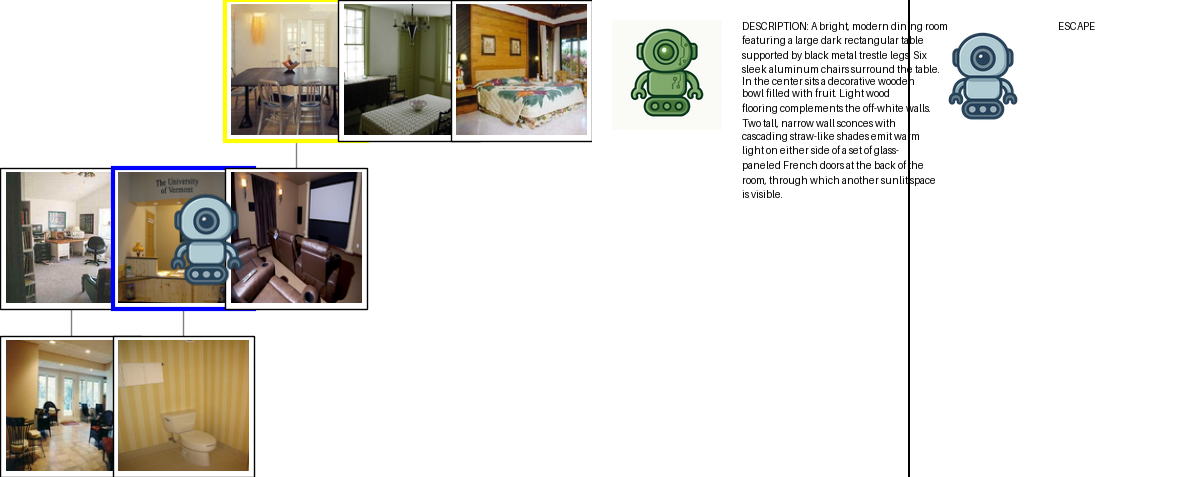 The University
of Vermont
DESCRIPTION: A bright, modern dining room
featuring a large dark rectangular table
supported by black metal trestle legs. Six
sleek aluminum chairs surround the table.
In the center sits a decorative wooden
bowl filled with fruit. Light wood
flooring complements the off-white walls.
Two tall, narrow wall sconces with
cascading straw-like shades emit warm
light on either side of a set of glass-
paneled French doors at the back of the
room, through which another sunlit space
is visible.
ESCAPE